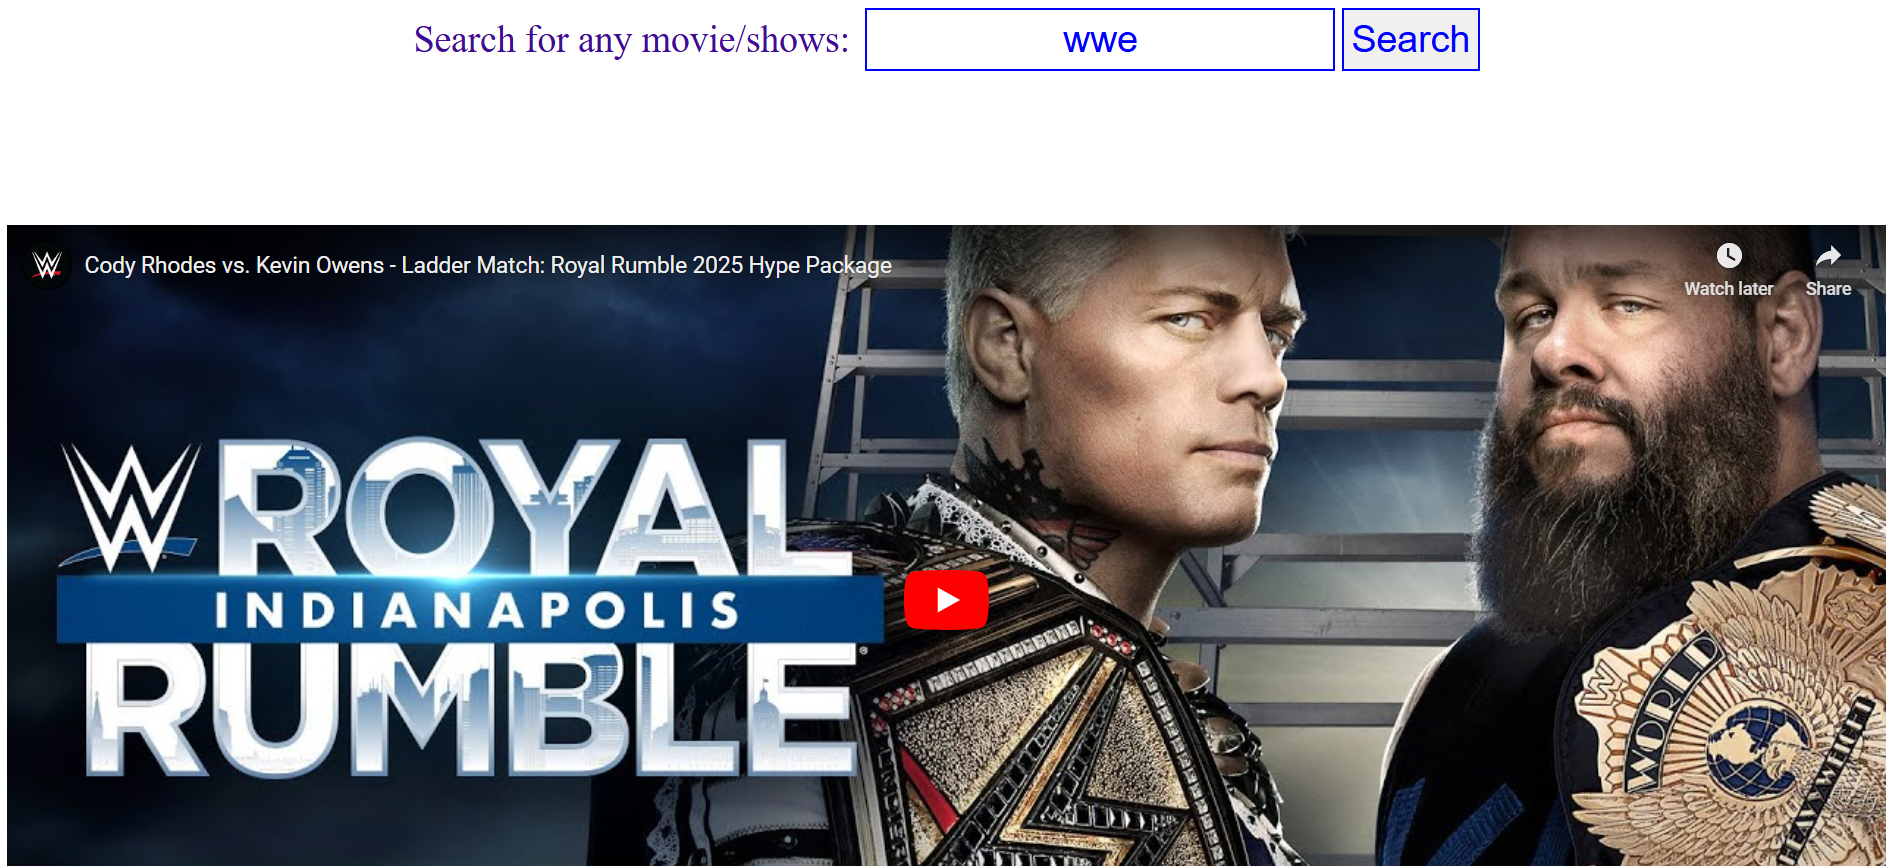 Search for any movie/shows: wwe Search
Cody Rhodes vs. Kevin Owens - Ladder Match: Royal Rumble 2025 Hype Package
Watch later Share
W ROYAL
INDIANAPOLIS
RUMBLE
WORLD
HEAVYWEIGHT